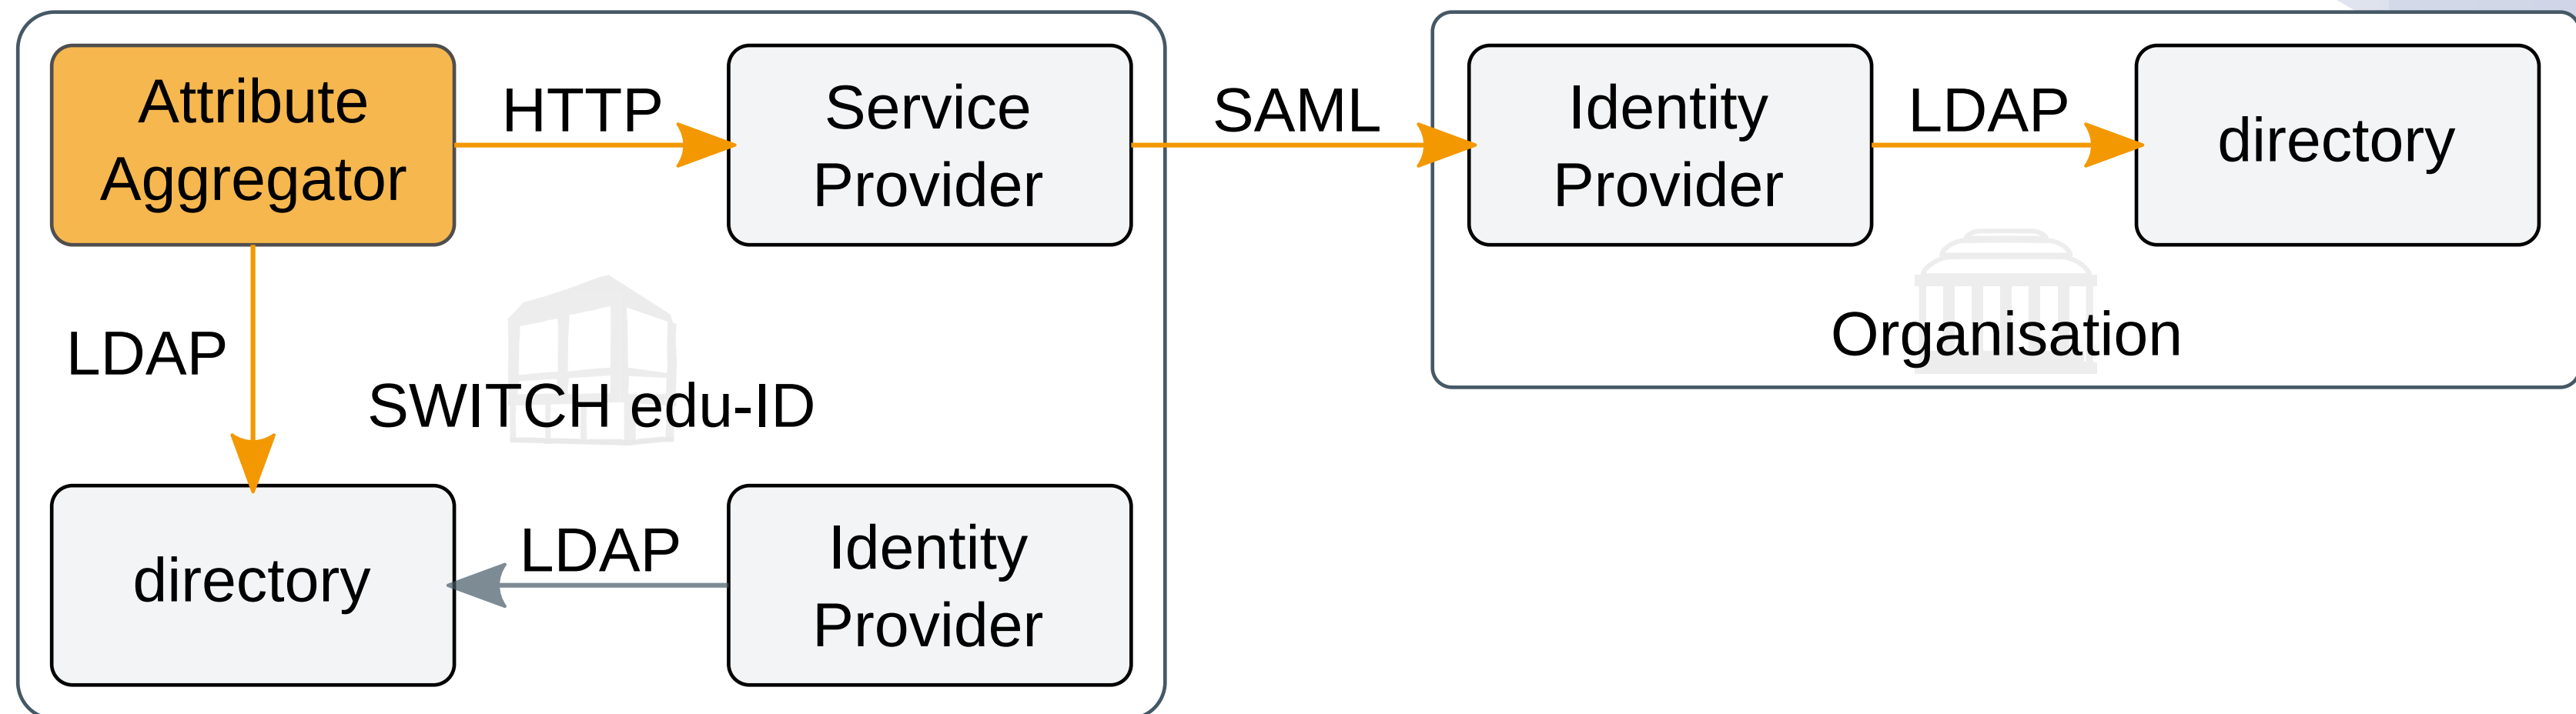 Attribute
Aggregator
HTTP
Service
Provider
SAML
Identity
Provider
LDAP
directory
Organisation
LDAP
SWITCH edu-ID
directory
LDAP
Identity
Provider